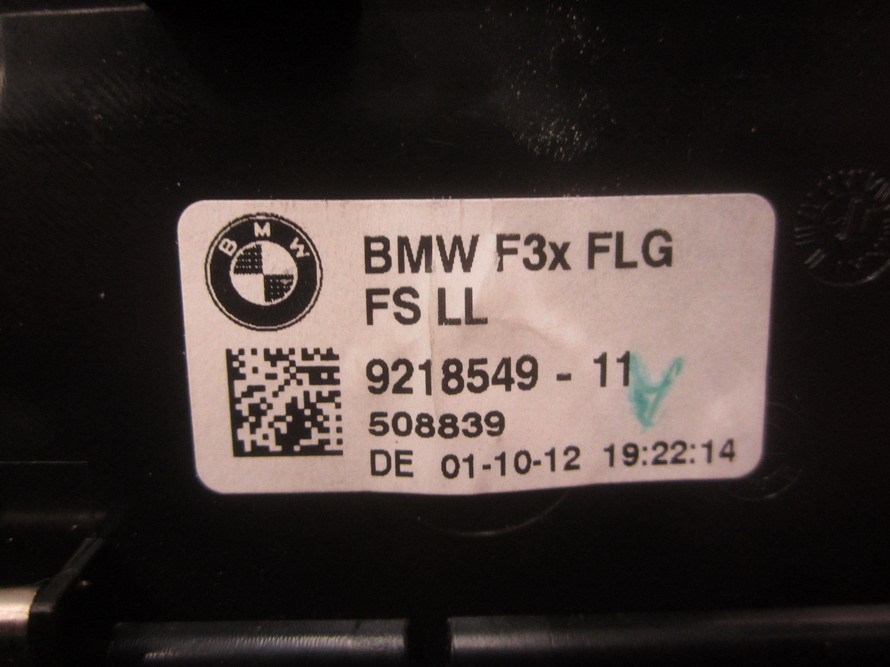 BMW
BMW F3x FLG
FS LL
9218549 - 11
508839
DE 01-10-12 19:22:14